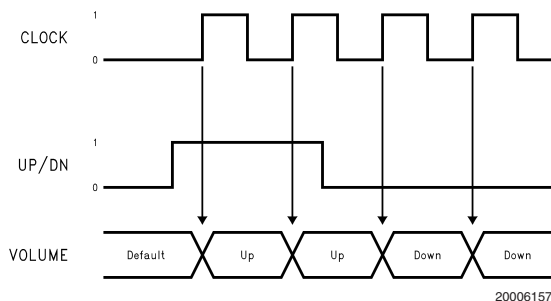 CLOCK 1
0
UP/DN 1
0
VOLUME Default Up Up Down Down
20006157